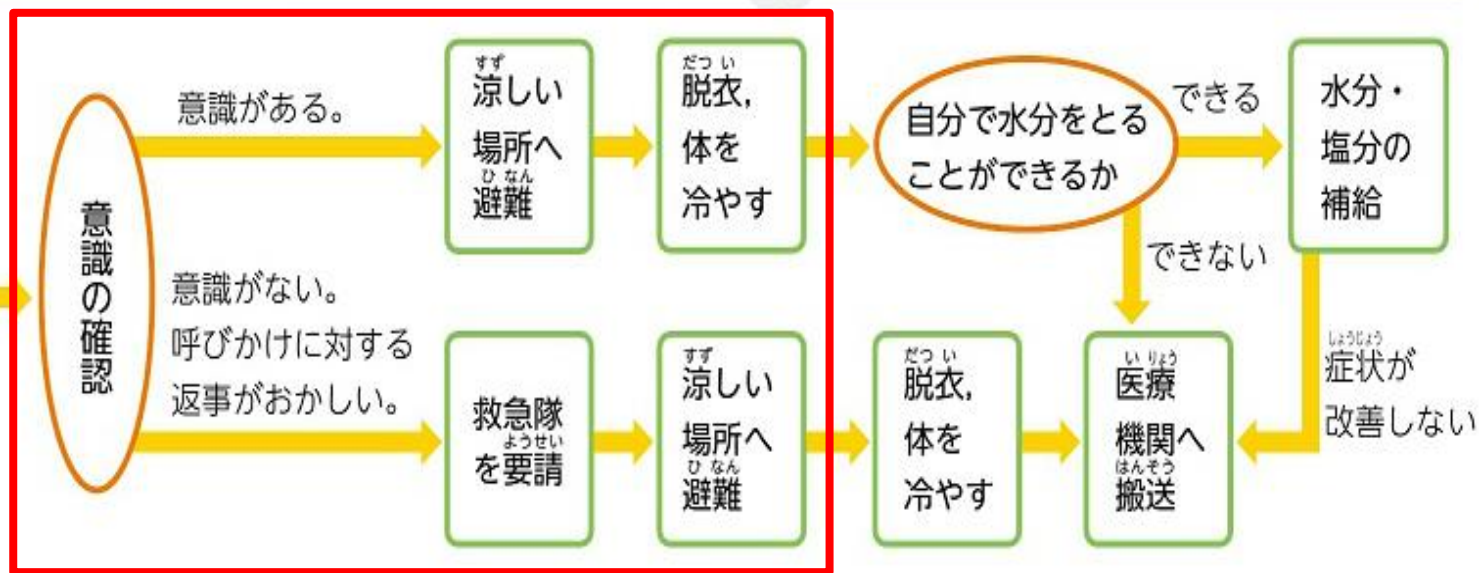 意識の確認
意識がある。
すず
涼しい
場所へ
ひ なん
避難
だつ い
脱衣，
体を
冷やす
自分で水分をとる
ことができるか
できる
水分・
塩分の
補給
できない
しょうじょう
症状が
改善しない
意識がない。
呼びかけに対する
返事がおかしい。
救急隊
ようせい
を要請
すず
涼しい
場所へ
ひ なん
避難
だつ い
脱衣，
体を
冷やす
い りょう
医療
機関へ
はんそう
搬送